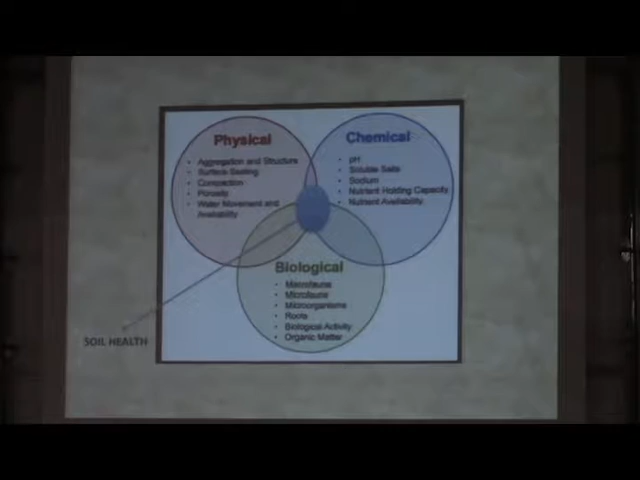 Physical
• Aggregation and Structure
• Surface Sealing
• Compaction
• Porosity
• Water Movement and
Availability
Chemical
• pH
• Soluble Salts
• Sodium
• Nutrient Holding Capacity
• Nutrient Availability
Biological
• Macrofauna
• Microfauna
• Microorganisms
• Roots
• Biological Activity
• Organic Matter
SOIL HEALTH